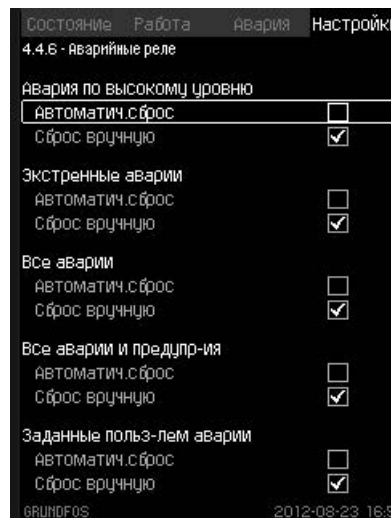 Состояние Работа Авария Настройки
4.4.6 - Аварийные реле
Авария по высокому уровню
Автоматич.сброс
Сброс вручную
Экстренные аварии
Автоматич.сброс
Сброс вручную
Все аварии
Автоматич.сброс
Сброс вручную
Все аварии и предупр-ия
Автоматич.сброс
Сброс вручную
Заданные польз-лем аварии
Автоматич.сброс
Сброс вручную
GRUNDFOS 2012-08-23